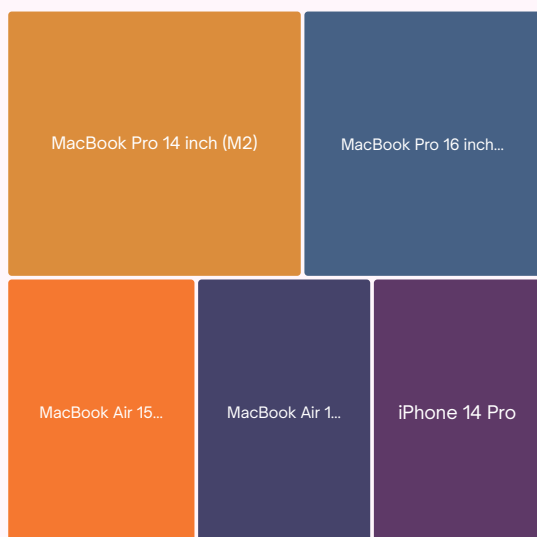 MacBook Pro 14 inch (M2)
MacBook Pro 16 inch...
MacBook Air 15...
MacBook Air 1...
iPhone 14 Pro